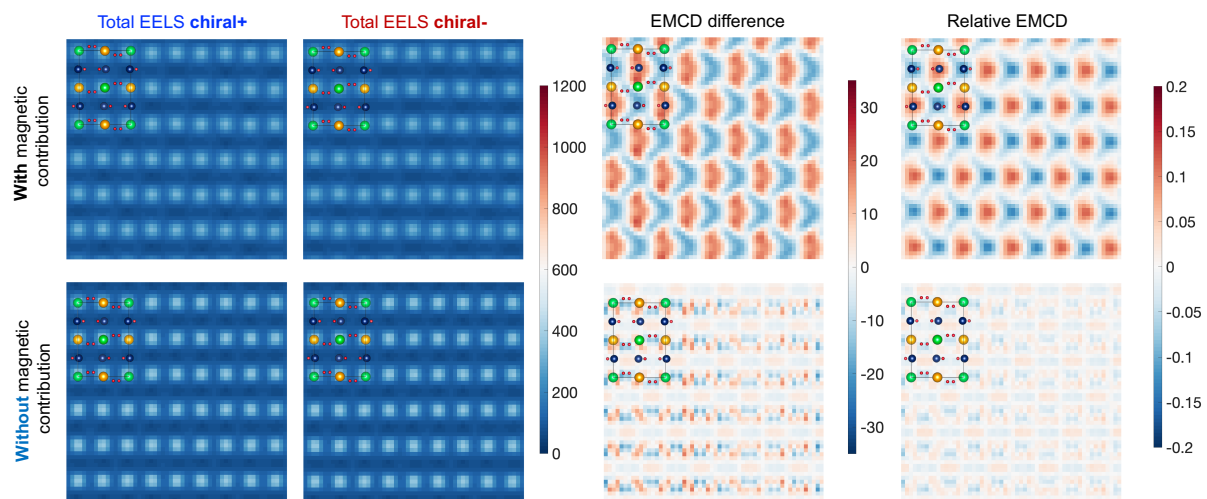 Total EELS chiral+
Total EELS chiral-
EMCD difference
Relative EMCD
With magnetic
contribution
Without magnetic
contribution
1200
1000
800
600
400
200
0
30
20
10
0
-10
-20
-30
0.2
0.15
0.1
0.05
0
-0.05
-0.1
-0.15
-0.2